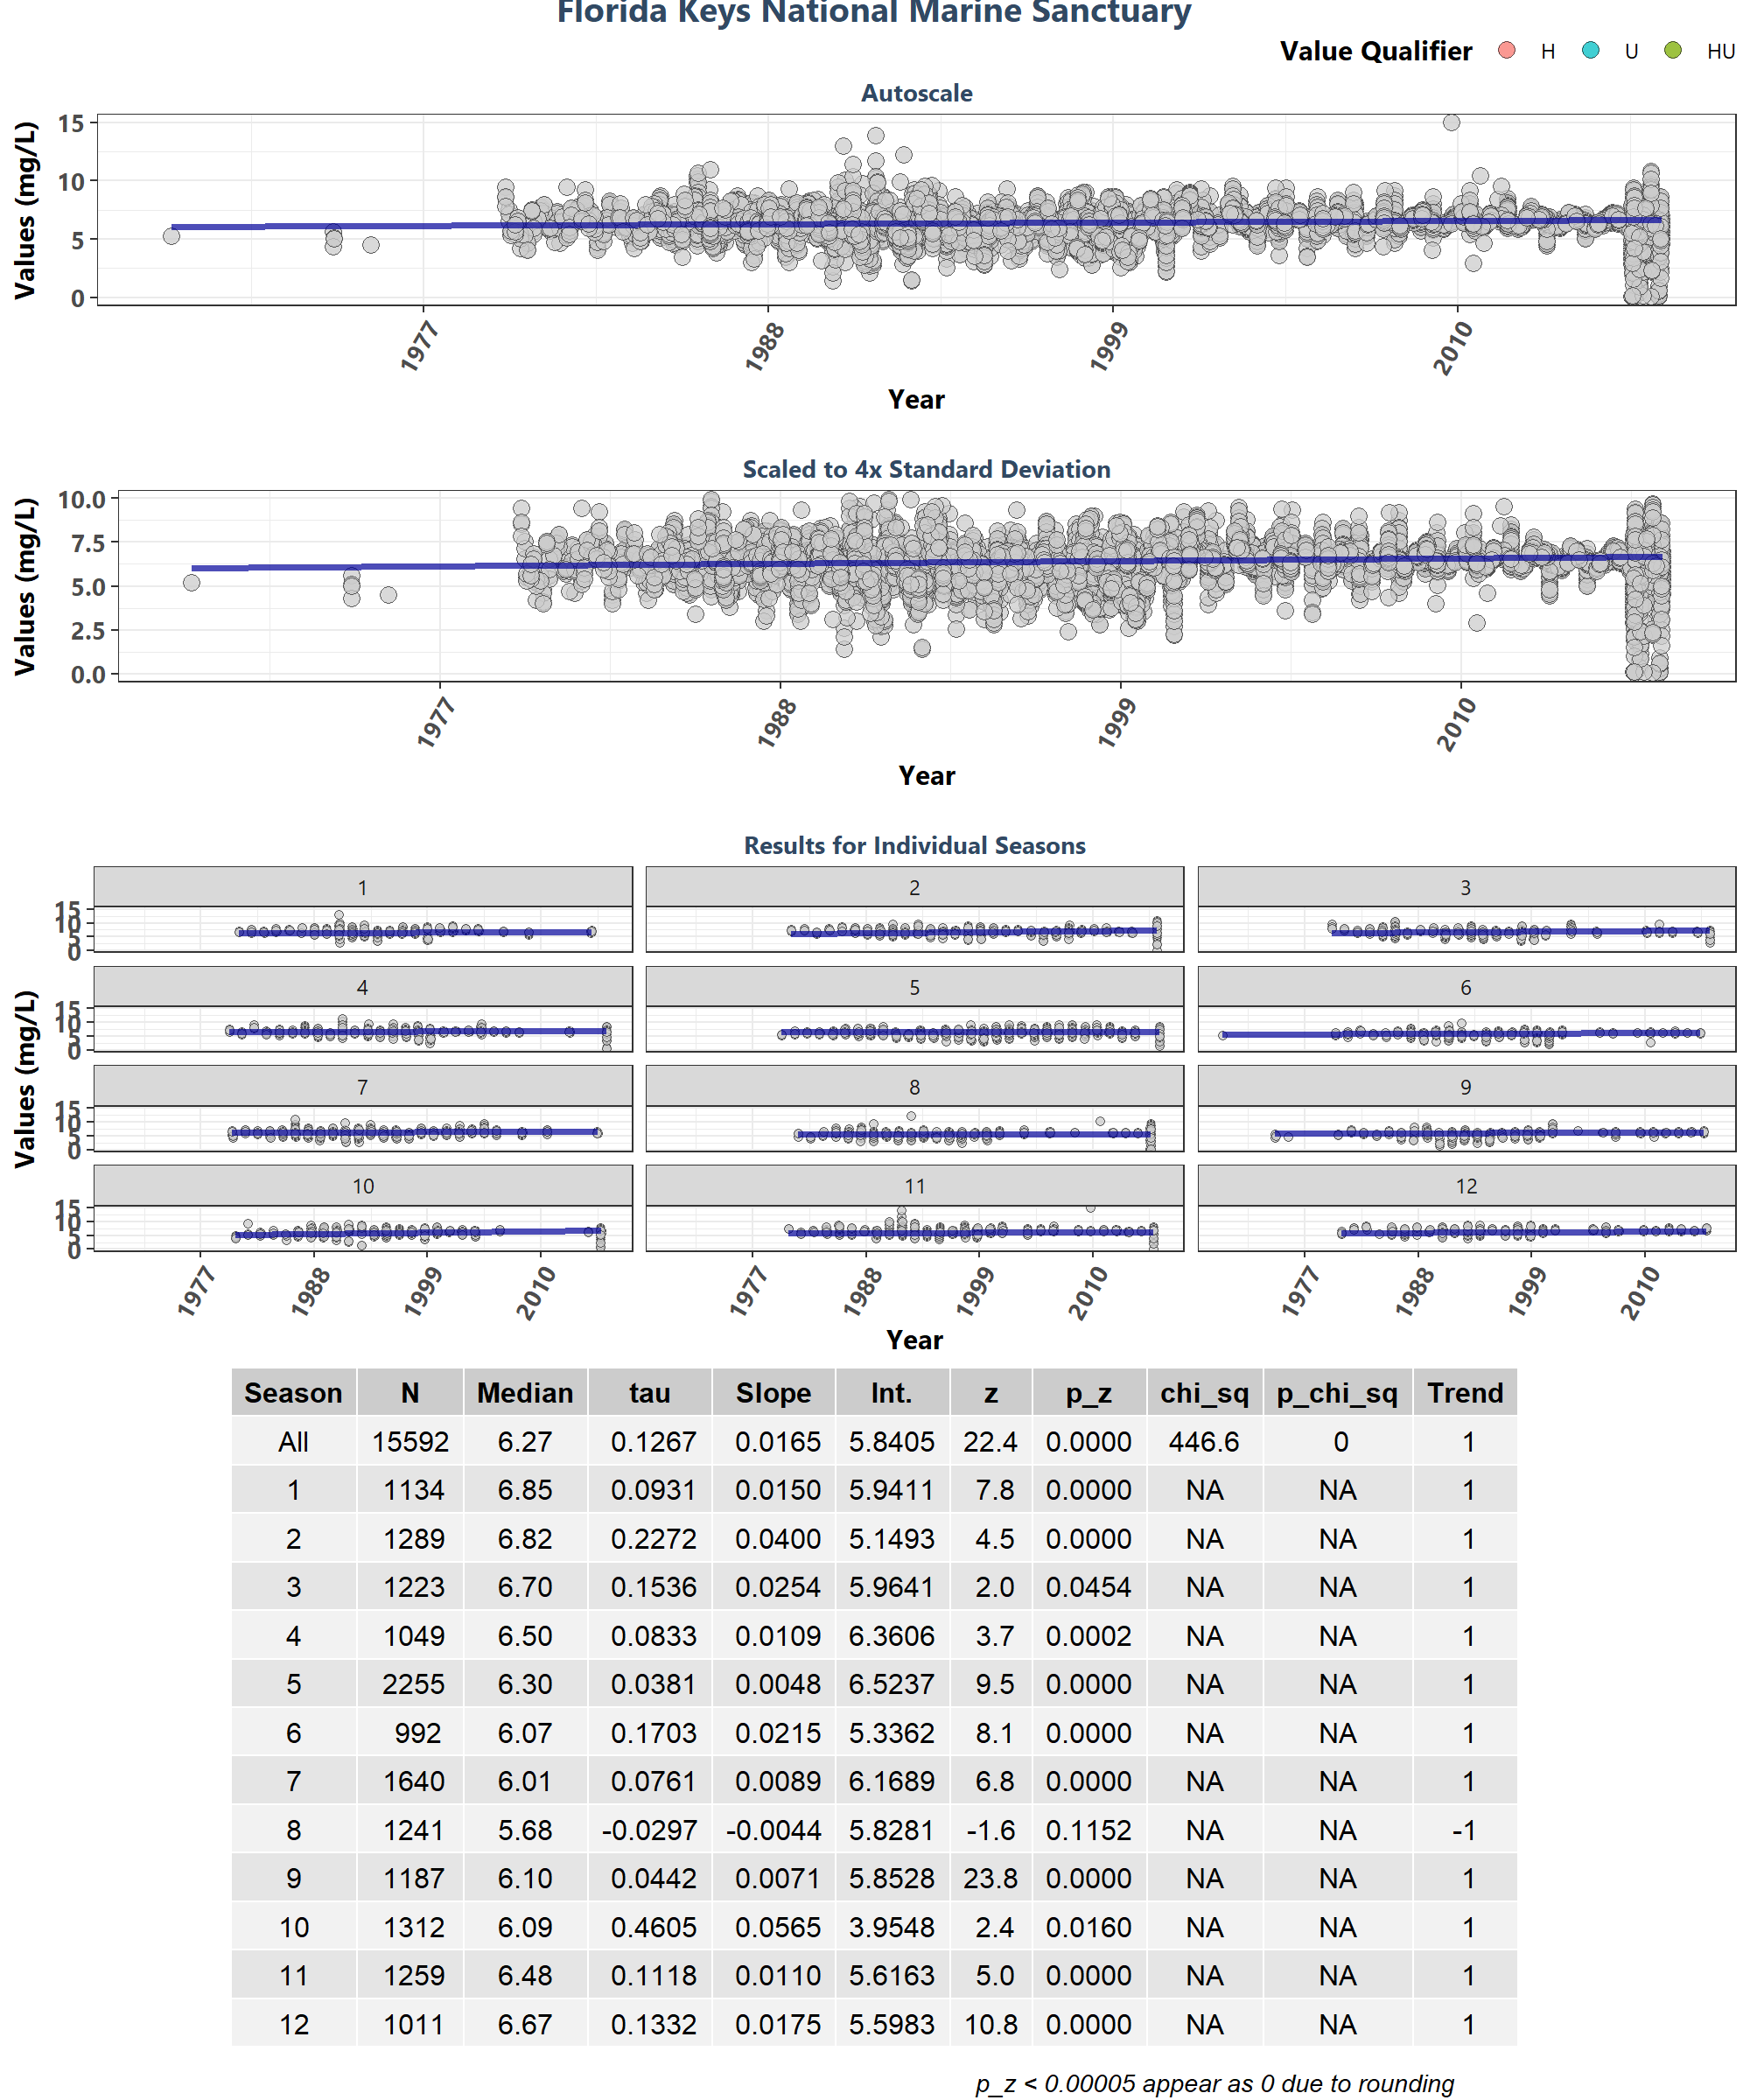 Florida Keys National Marine Sanctuary
Value Qualifier H U HU
Autoscale
Values (mg/L)
15
10
5
0
1977 1988 1999 2010
Year
Scaled to 4x Standard Deviation
Values (mg/L)
10.0
7.5
5.0
2.5
0.0
1977 1988 1999 2010
Year
Results for Individual Seasons
Values (mg/L)
1 2 3
15
10
5
0
4 5 6
15
10
5
0
7 8 9
15
10
5
0
10 11 12
15
10
5
0
1977 1988 1999 2010 1977 1988 1999 2010 1977 1988 1999 2010
Year
Season N Median tau Slope Int. z p_z chi_sq p_chi_sq Trend
All 15592 6.27 0.1267 0.0165 5.8405 22.4 0.0000 446.6 0 1
1 1134 6.85 0.0931 0.0150 5.9411 7.8 0.0000 NA NA 1
2 1289 6.82 0.2272 0.0400 5.1493 4.5 0.0000 NA NA 1
3 1223 6.70 0.1536 0.0254 5.9641 2.0 0.0454 NA NA 1
4 1049 6.50 0.0833 0.0109 6.3606 3.7 0.0002 NA NA 1
5 2255 6.30 0.0381 0.0048 6.5237 9.5 0.0000 NA NA 1
6 992 6.07 0.1703 0.0215 5.3362 8.1 0.0000 NA NA 1
7 1640 6.01 0.0761 0.0089 6.1689 6.8 0.0000 NA NA 1
8 1241 5.68 -0.0297 -0.0044 5.8281 -1.6 0.1152 NA NA -1
9 1187 6.10 0.0442 0.0071 5.8528 23.8 0.0000 NA NA 1
10 1312 6.09 0.4605 0.0565 3.9548 2.4 0.0160 NA NA 1
11 1259 6.48 0.1118 0.0110 5.6163 5.0 0.0000 NA NA 1
12 1011 6.67 0.1332 0.0175 5.5983 10.8 0.0000 NA NA 1
p_z < 0.00005 appear as 0 due to rounding